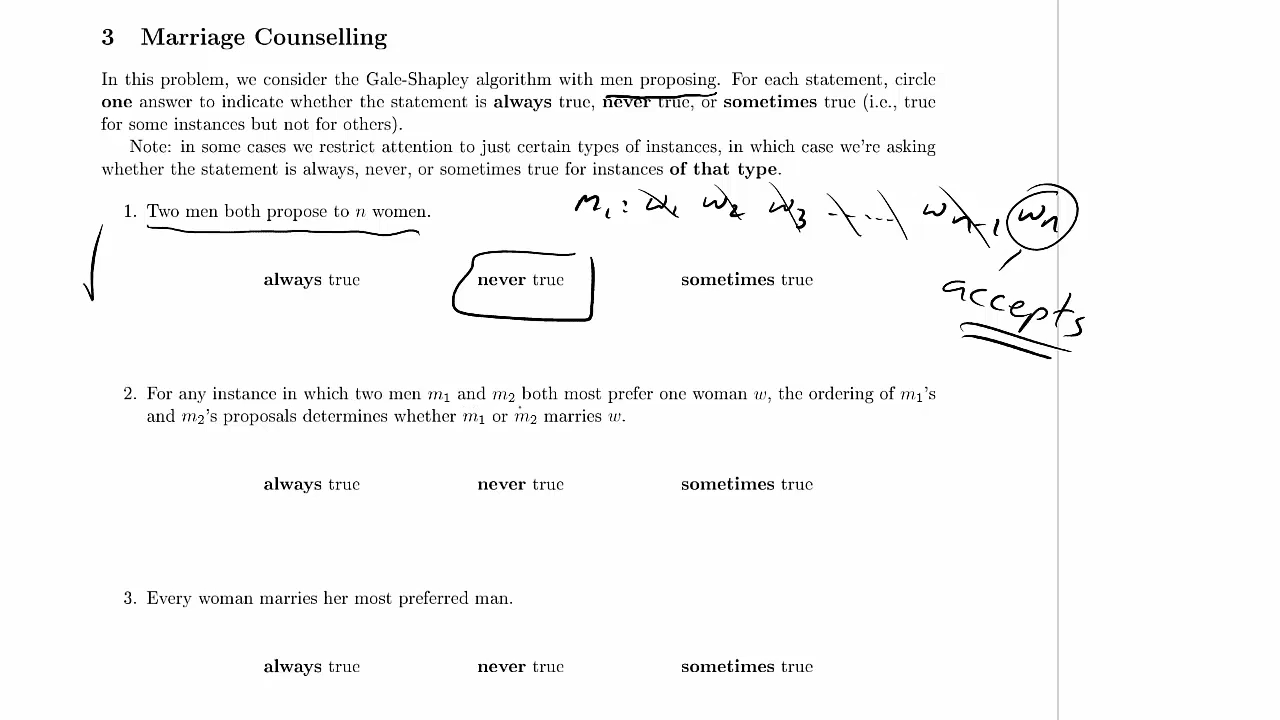 3 Marriage Counselling
In this problem, we consider the Gale-Shapley algorithm with men proposing. For each statement, circle
one answer to indicate whether the statement is always true, never true, or sometimes true (i.e., true
for some instances but not for others).
Note: in some cases we restrict attention to just certain types of instances, in which case we're asking
whether the statement is always, never, or sometimes true for instances of that type.
1. Two men both propose to n women.
m₁ : w₁ w₂ w₃ ... wₙ₋₁ wₙ
always true never true sometimes true
accepts
2. For any instance in which two men m₁ and m₂ both most prefer one woman w, the ordering of m₁'s
and m₂'s proposals determines whether m₁ or m₂ marries w.
always true never true sometimes true
3. Every woman marries her most preferred man.
always true never true sometimes true